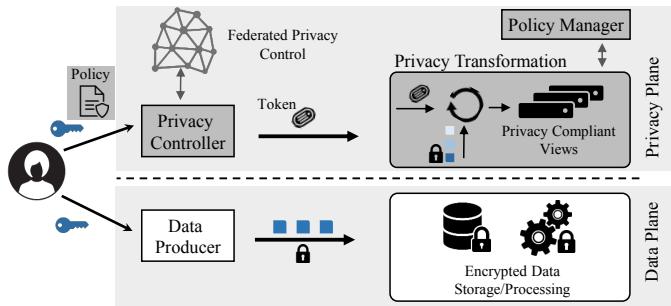 Policy Manager
Federated Privacy
Control
Privacy Transformation
Policy
Token
Privacy
Controller
Privacy Compliant
Views
Privacy Plane
Data
Producer
Encrypted Data
Storage/Processing
Data Plane